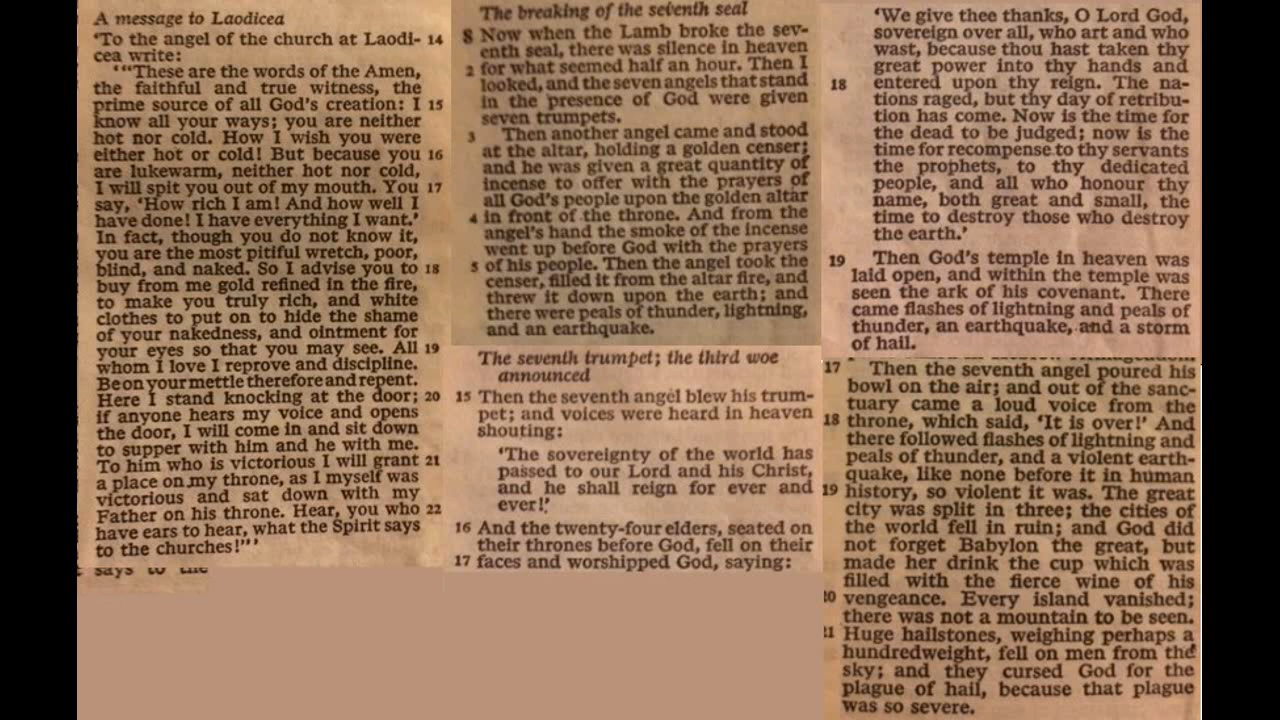 A message to Laodicea
'To the angel of the church at Laodi- 14
cea write:
'"These are the words of the Amen,
the faithful and true witness, the
prime source of all God's creation: I 15
know all your ways; you are neither
hot nor cold. How I wish you were
either hot or cold! But because you 16
are lukewarm, neither hot nor cold,
I will spit you out of my mouth. You 17
say, 'How rich I am! And how well I
have done! I have everything I want.'
In fact, though you do not know it,
you are the most pitiful wretch, poor,
blind, and naked. So I advise you to 18
buy from me gold refined in the fire,
to make you truly rich, and white
clothes to put on to hide the shame
of your nakedness, and ointment for
your eyes so that you may see. All 19
whom I love I reprove and discipline.
Be on your mettle therefore and repent.
Here I stand knocking at the door; 20
if anyone hears my voice and opens
the door, I will come in and sit down
to supper with him and he with me.
To him who is victorious I will grant 21
a place on my throne, as I myself was
victorious and sat down with my
Father on his throne. Hear, you who 22
have ears to hear, what the Spirit says
to the churches!"'
says to the
The breaking of the seventh seal
8 Now when the Lamb broke the sev-
enth seal, there was silence in heaven
2 for what seemed half an hour. Then I
looked, and the seven angels that stand
in the presence of God were given
seven trumpets.
3 Then another angel came and stood
at the altar, holding a golden censer;
and he was given a great quantity of
incense to offer with the prayers of
all God's people upon the golden altar
4 in front of the throne. And from the
angel's hand the smoke of the incense
went up before God with the prayers
5 of his people. Then the angel took the
censer, filled it from the altar fire, and
threw it down upon the earth; and
there were peals of thunder, lightning,
and an earthquake.
The seventh trumpet; the third woe
announced
15 Then the seventh angel blew his trum-
pet; and voices were heard in heaven
shouting:
'The sovereignty of the world has
passed to our Lord and his Christ,
and he shall reign for ever and
ever!'
16 And the twenty-four elders, seated on
their thrones before God, fell on their
17 faces and worshipped God, saying:
'We give thee thanks, O Lord God,
sovereign over all, who art and who
wast, because thou hast taken thy
great power into thy hands and
18 entered upon thy reign. The na-
tions raged, but thy day of retribu-
tion has come. Now is the time for
the dead to be judged; now is the
time for recompense to thy servants
the prophets, to thy dedicated
people, and all who honour thy
name, both great and small, the
time to destroy those who destroy
the earth.'
19 Then God's temple in heaven was
laid open, and within the temple was
seen the ark of his covenant. There
came flashes of lightning and peals of
thunder, an earthquake, and a storm
of hail.
17 Then the seventh angel poured his
bowl on the air; and out of the sanc-
tuary came a loud voice from the
18 throne, which said, 'It is over!' And
there followed flashes of lightning and
peals of thunder, and a violent earth-
quake, like none before it in human
19 history, so violent it was. The great
city was split in three; the cities of
the world fell in ruin; and God did
not forget Babylon the great, but
made her drink the cup which was
filled with the fierce wine of his
20 vengeance. Every island vanished;
there was not a mountain to be seen.
21 Huge hailstones, weighing perhaps a
hundredweight, fell on men from the
sky; and they cursed God for the
plague of hail, because that plague
was so severe.